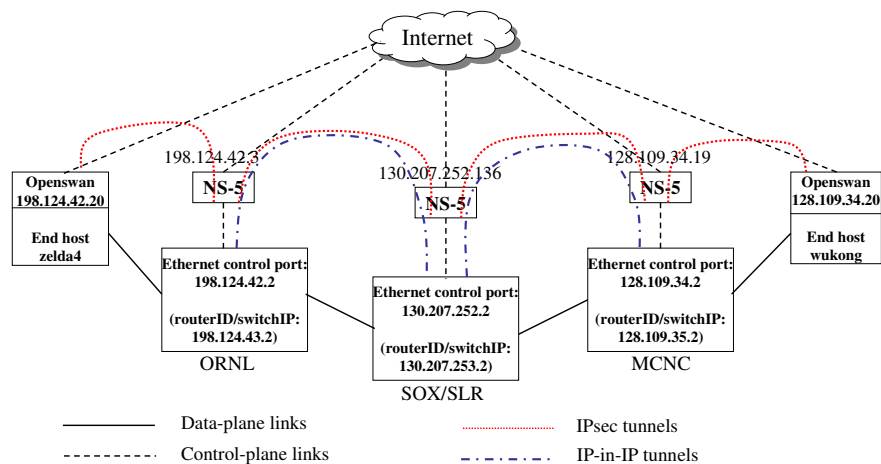 Internet
198.124.42.3
130.207.252.136
128.109.34.19
Openswan
198.124.42.20
End host
zelda4
NS-5
NS-5
NS-5
Openswan
128.109.34.20
End host
wukong
Ethernet control port:
198.124.42.2
(routerID/switchIP:
198.124.43.2)
ORNL
Ethernet control port:
130.207.252.2
(routerID/switchIP:
130.207.253.2)
SOX/SLR
Ethernet control port:
128.109.34.2
(routerID/switchIP:
128.109.35.2)
MCNC
Data-plane links
Control-plane links
IPsec tunnels
IP-in-IP tunnels